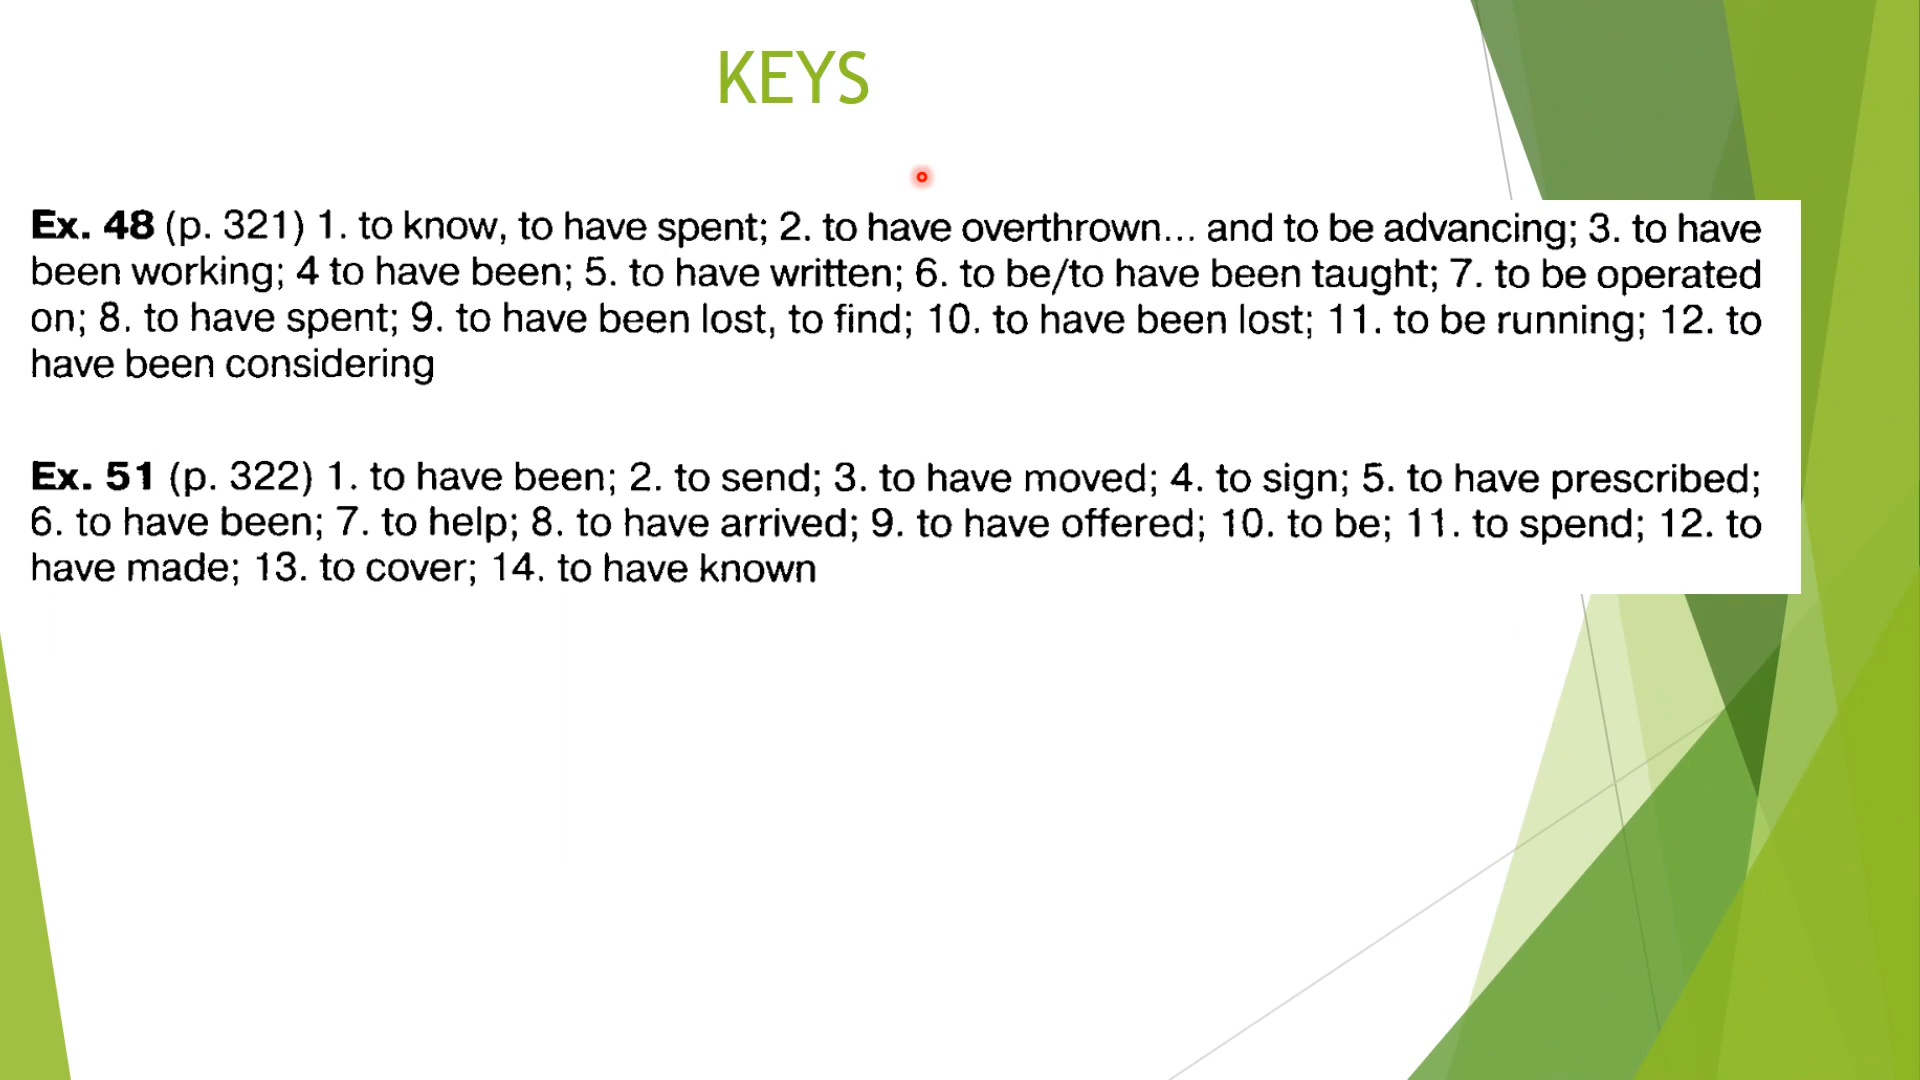 KEYS
Ex. 48 (p. 321) 1. to know, to have spent; 2. to have overthrown... and to be advancing; 3. to have
been working; 4 to have been; 5. to have written; 6. to be/to have been taught; 7. to be operated
on; 8. to have spent; 9. to have been lost, to find; 10. to have been lost; 11. to be running; 12. to
have been considering
Ex. 51 (p. 322) 1. to have been; 2. to send; 3. to have moved; 4. to sign; 5. to have prescribed;
6. to have been; 7. to help; 8. to have arrived; 9. to have offered; 10. to be; 11. to spend; 12. to
have made; 13. to cover; 14. to have known